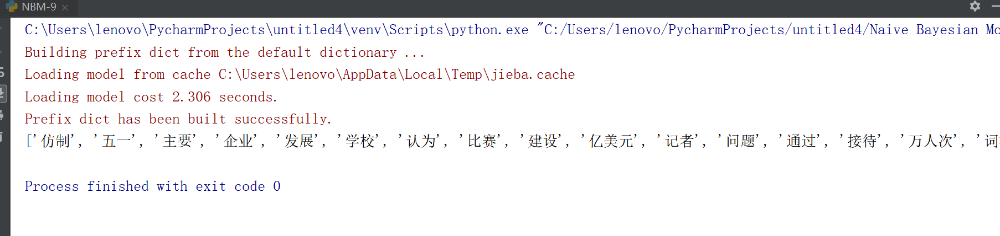 NBM-9
C:\Users\lenovo\PycharmProjects\untitled4\venv\Scripts\python.exe "C:/Users/lenovo/PycharmProjects/untitled4/Naive Bayesian Mo
Building prefix dict from the default dictionary ...
Loading model from cache C:\Users\lenovo\AppData\Local\Temp\jieba.cache
Loading model cost 2.306 seconds.
Prefix dict has been built successfully.
['仿制', '五一', '主要', '企业', '发展', '学校', '认为', '比赛', '建设', '亿美元', '记者', '问题', '通过', '接待', '万人次', '词
Process finished with exit code 0